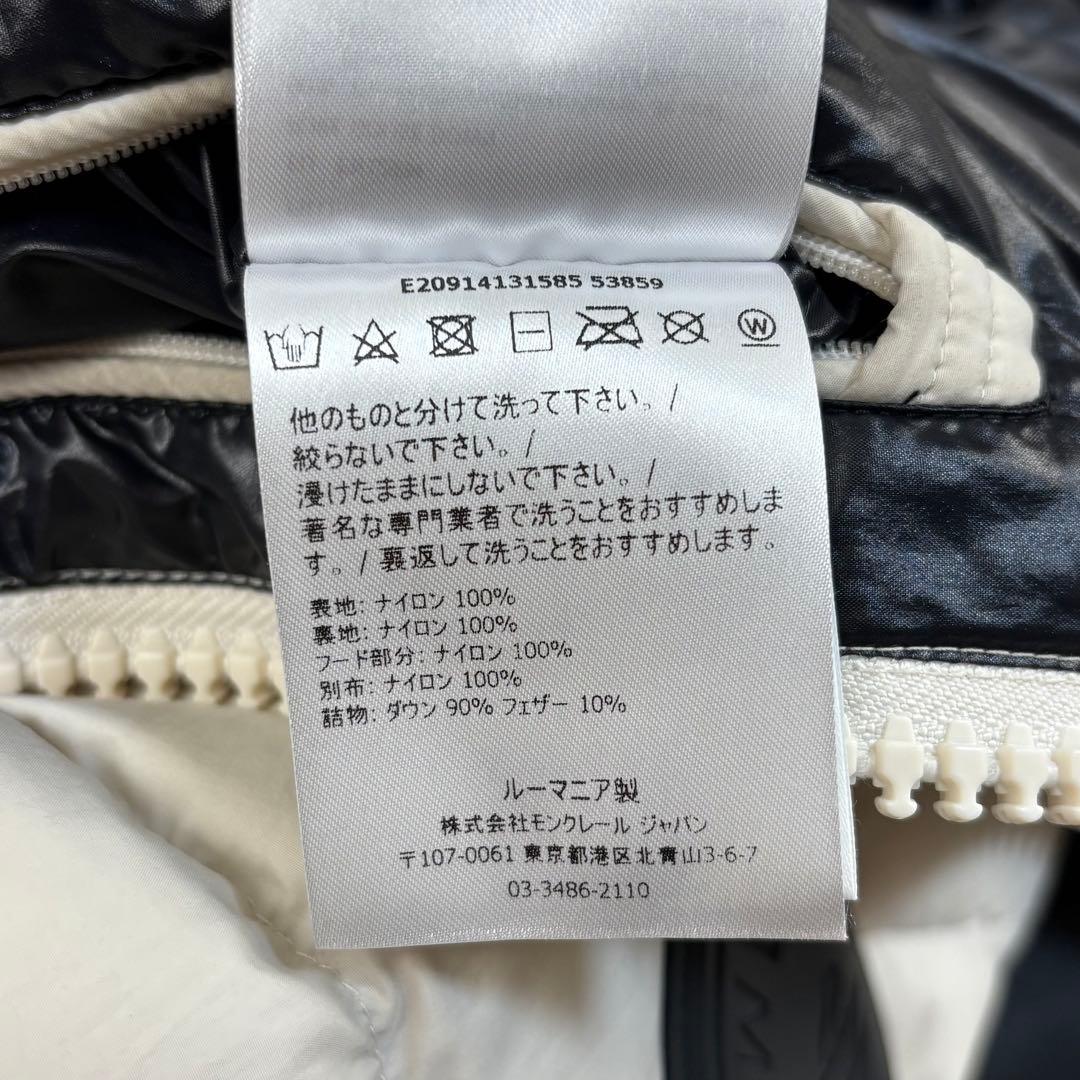 E20914131585 53859
W
他のものと分けて洗って下さい。/
絞らないで下さい。/
浸けたままにしないで下さい。/
著名な専門業者で洗うことをおすすめしま
す。/ 裏返して洗うことをおすすめします。
表地: ナイロン 100%
裏地: ナイロン 100%
フード部分: ナイロン 100%
別布: ナイロン 100%
詰物: ダウン 90% フェザー 10%
ルーマニア製
株式会社モンクレール ジャパン
〒107-0061 東京都港区北青山3-6-7
03-3486-2110